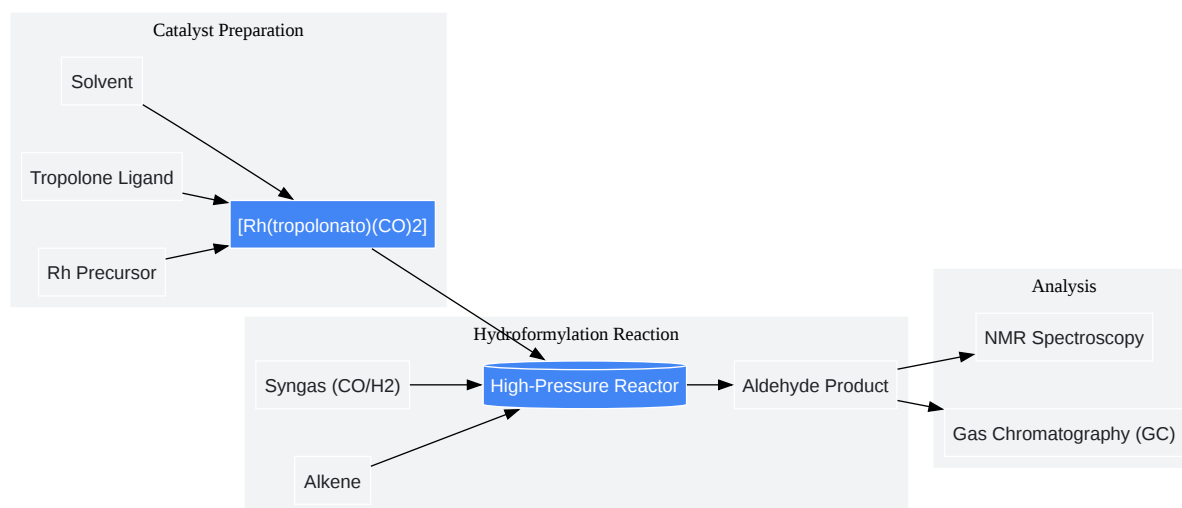 Catalyst Preparation
Solvent
Tropolone Ligand
[Rh(tropolonato)(CO)2]
Rh Precursor
Hydroformylation Reaction
Syngas (CO/H2)
High-Pressure Reactor
Aldehyde Product
Alkene
Analysis
NMR Spectroscopy
Gas Chromatography (GC)